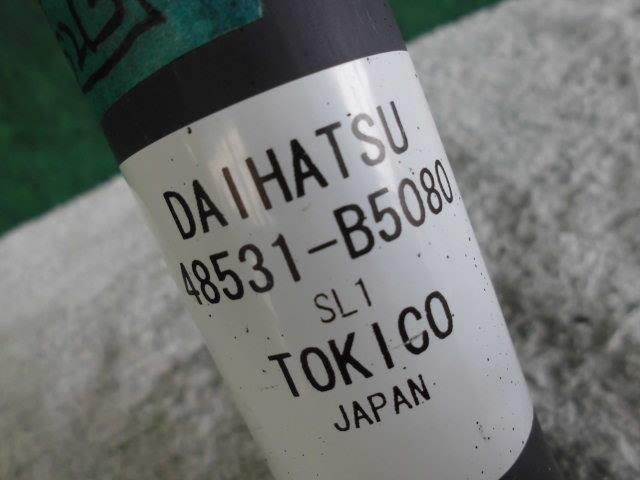 DAIHATSU
48531-B5080
SL1
TOKICO
JAPAN